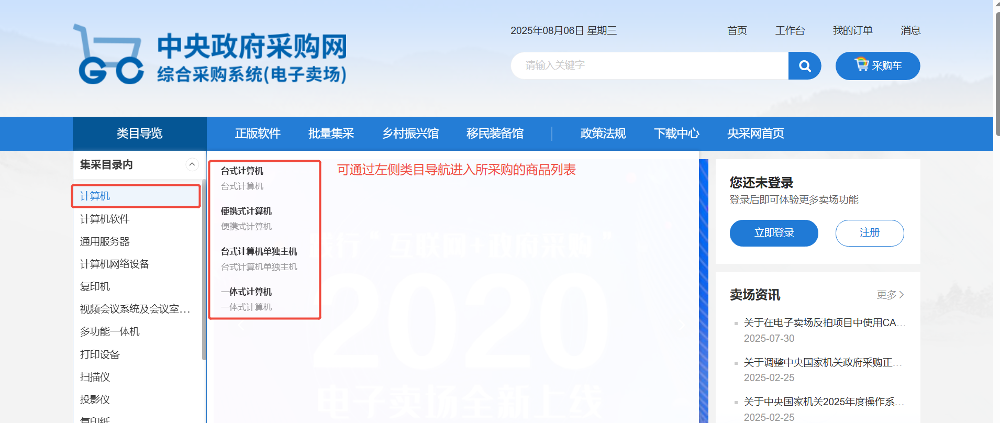 GC
中央政府采购网
综合采购系统(电子卖场)
2025年08月06日 星期三
首页
工作台
我的订单
消息
请输入关键字
采购车
类目导览
正版软件
批量集采
乡村振兴馆
移民装备馆
政策法规
下载中心
央采网首页
集采目录内
计算机
计算机软件
通用服务器
计算机网络设备
复印机
视频会议系统及会议室…
多功能一体机
打印设备
扫描仪
投影仪
复印纸
台式计算机
台式计算机
便携式计算机
便携式计算机
台式计算机单独主机
台式计算机单独主机
一体式计算机
一体式计算机
可通过左侧类目导航进入所采购的商品列表
践行“互联网+政府采购”
2020
电子卖场全新上线
您还未登录
登录后即可体验更多卖场功能
立即登录
注册
卖场资讯
更多
关于在电子卖场反拍项目中使用CA…
2025-07-30
关于调整中央国家机关政府采购正…
2025-02-25
关于中央国家机关2025年度操作系…
2025-02-25